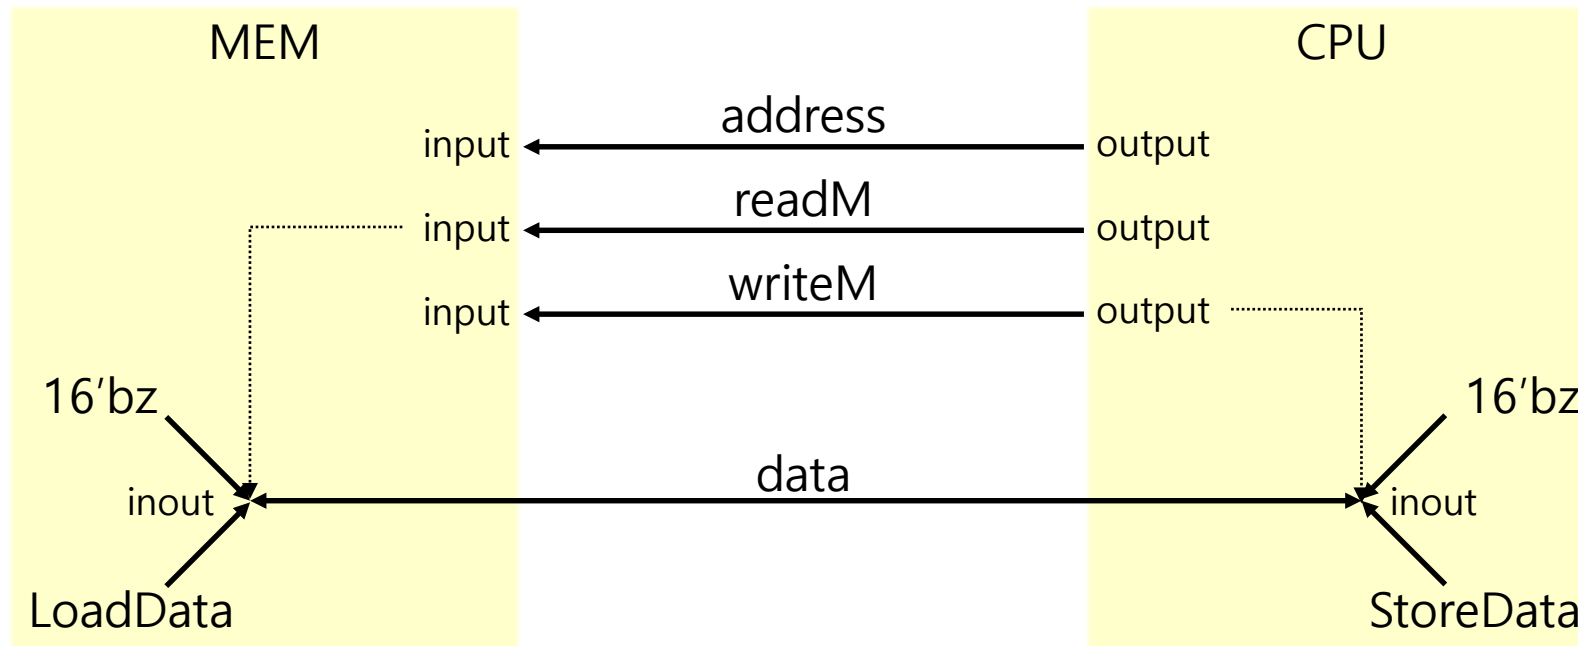 MEM
CPU
address
input
output
readM
input
output
writeM
input
output
16'bz
16'bz
data
inout
inout
LoadData
StoreData